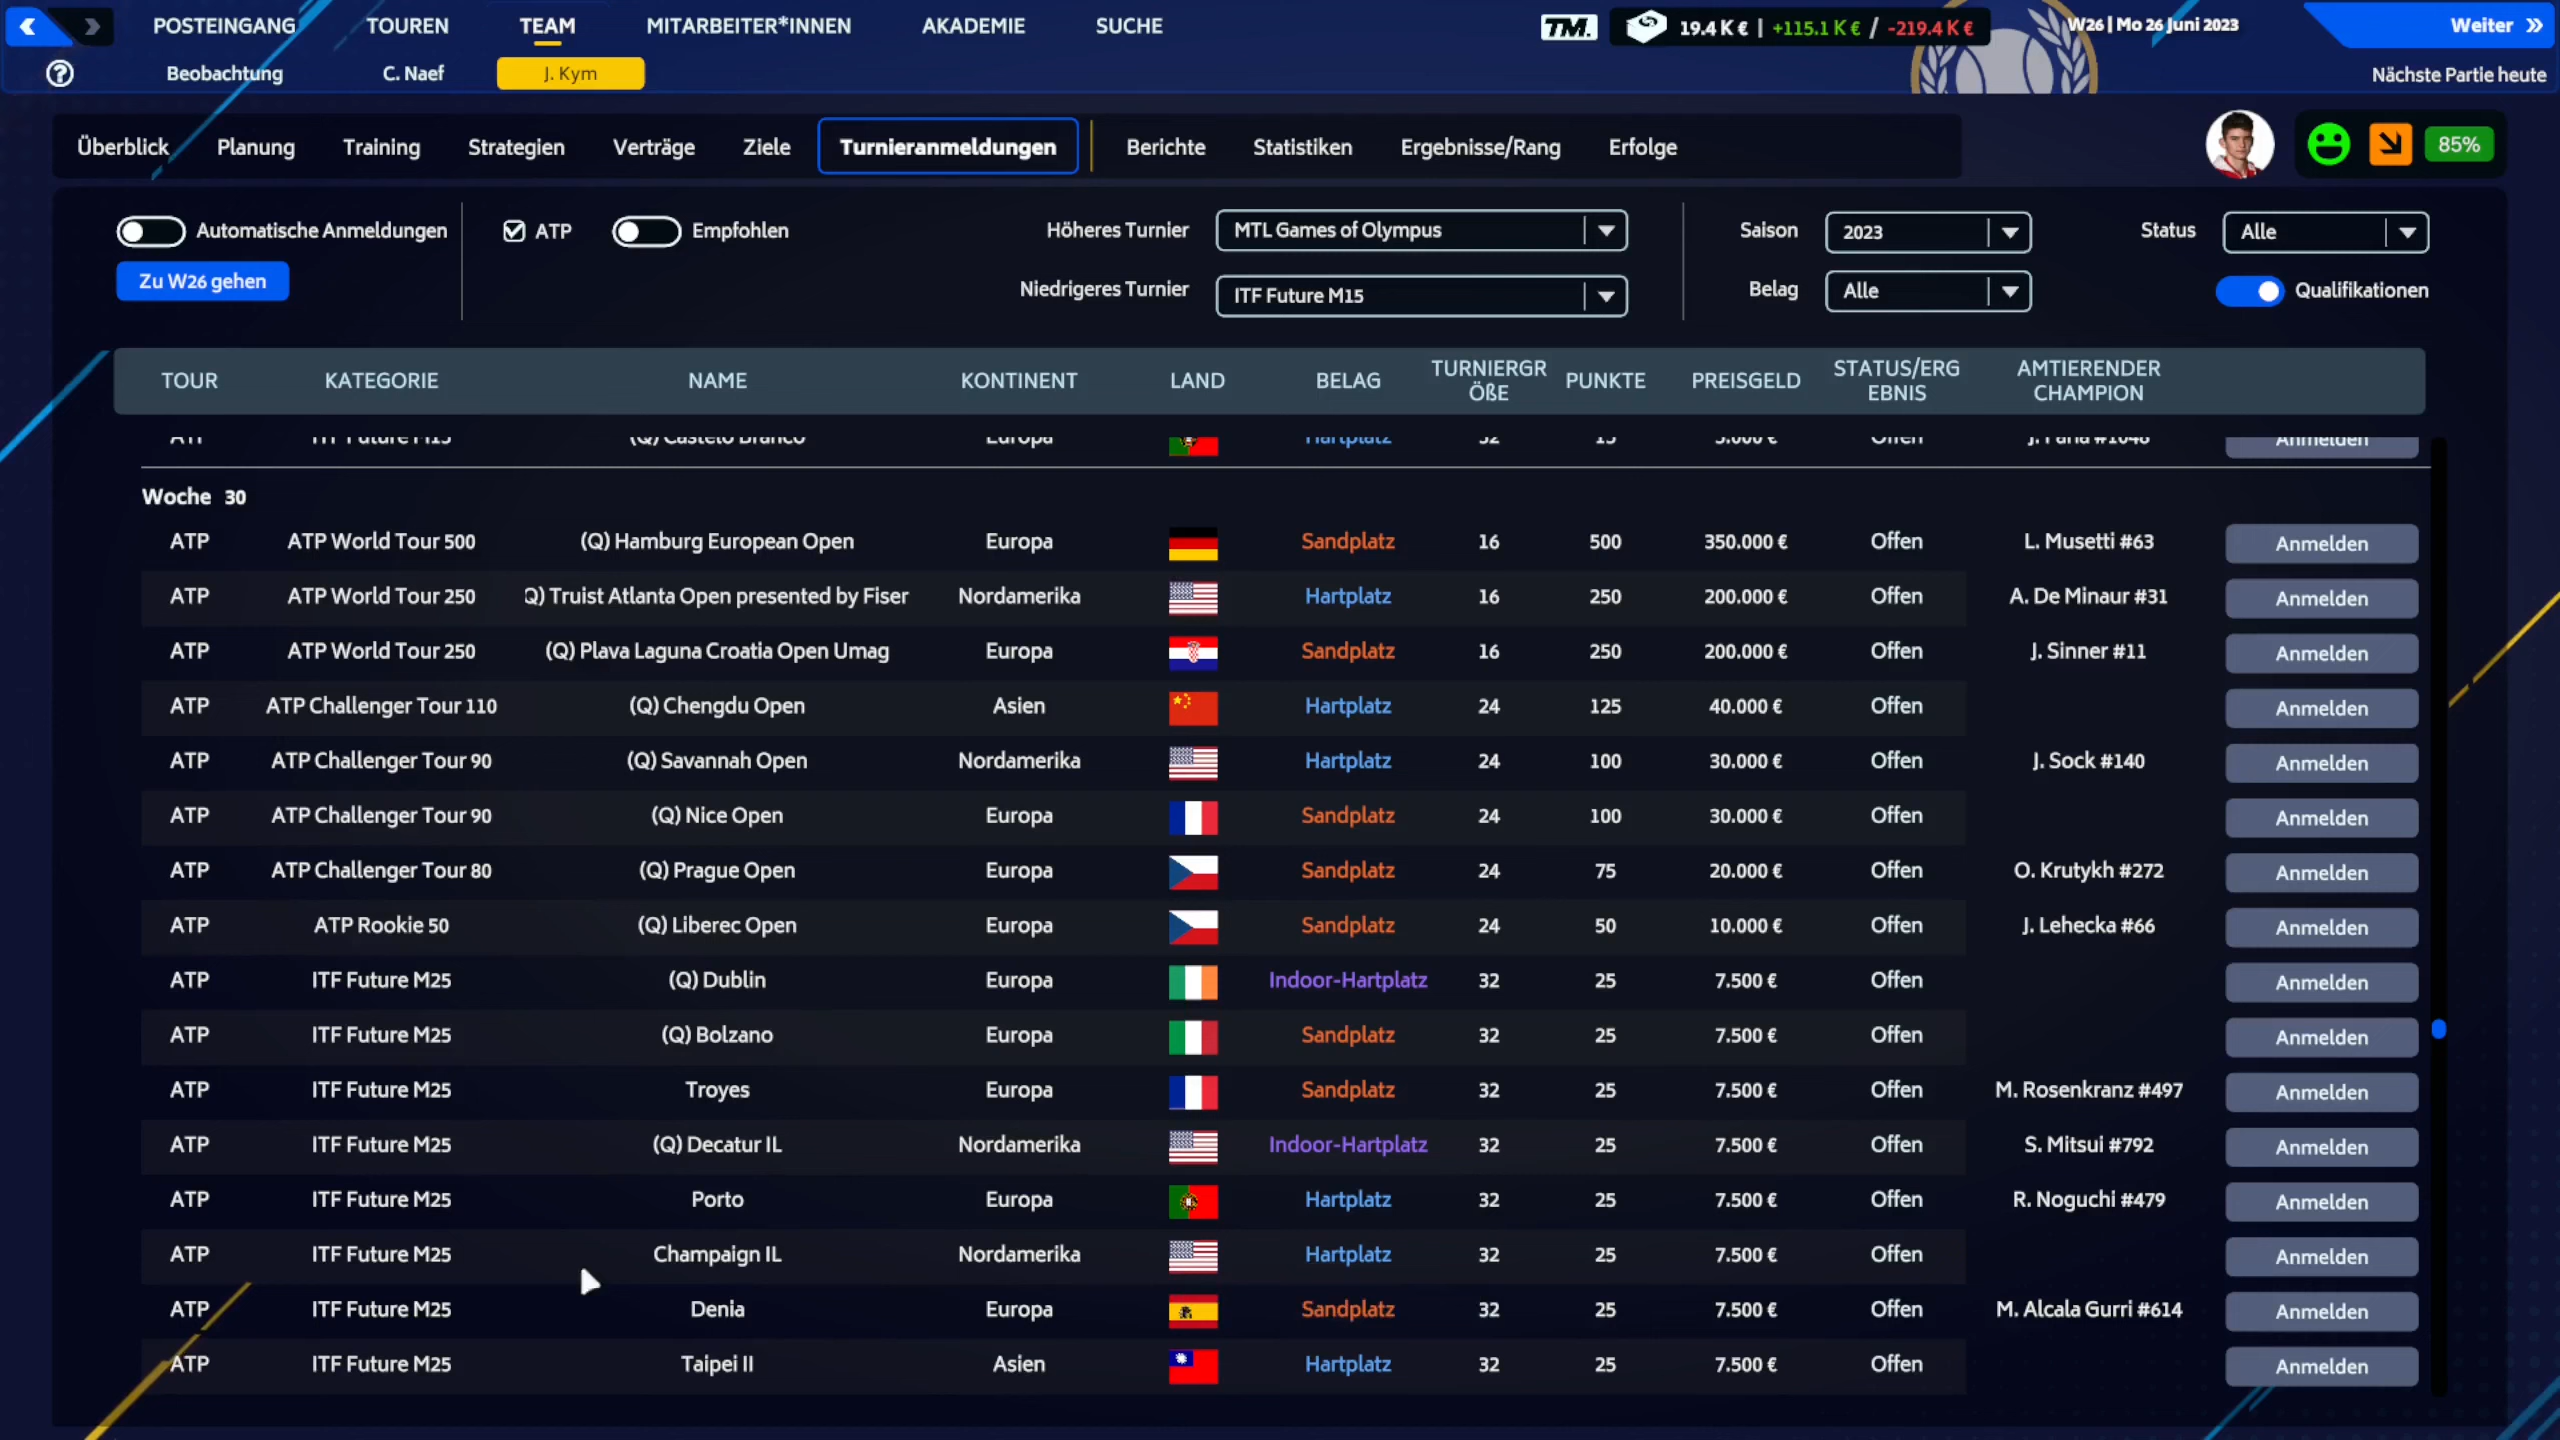 POSTEINGANG TOUREN TEAM MITARBEITER*INNEN AKADEMIE SUCHE TM. 19.4 K € | +115.1 K € / -219.4 K € W26 | Mo 26 Juni 2023 Weiter
Beobachtung C. Naef J. Kym Nächste Partie heute
Überblick Planung Training Strategien Verträge Ziele Turnieranmeldungen Berichte Statistiken Ergebnisse/Rang Erfolge 85%
Automatische Anmeldungen ATP Empfohlen Höheres Turnier MTL Games of Olympus Saison 2023 Status Alle
Zu W26 gehen Niedrigeres Turnier ITF Future M15 Belag Alle Qualifikationen
TOUR KATEGORIE NAME KONTINENT LAND BELAG TURNIERGR ÖßE PUNKTE PREISGELD STATUS/ERG EBNIS AMTIERENDER CHAMPION
ATP ITF Future M15 (Q) Castelo Branco Europa Hartplatz 32 15 Offen Anmelden
Woche 30
ATP ATP World Tour 500 (Q) Hamburg European Open Europa Sandplatz 16 500 350.000 € Offen L. Musetti #63 Anmelden
ATP ATP World Tour 250 Q) Truist Atlanta Open presented by Fiser Nordamerika Hartplatz 16 250 200.000 € Offen A. De Minaur #31 Anmelden
ATP ATP World Tour 250 (Q) Plava Laguna Croatia Open Umag Europa Sandplatz 16 250 200.000 € Offen J. Sinner #11 Anmelden
ATP ATP Challenger Tour 110 (Q) Chengdu Open Asien Hartplatz 24 125 40.000 € Offen Anmelden
ATP ATP Challenger Tour 90 (Q) Savannah Open Nordamerika Hartplatz 24 100 30.000 € Offen J. Sock #140 Anmelden
ATP ATP Challenger Tour 90 (Q) Nice Open Europa Sandplatz 24 100 30.000 € Offen Anmelden
ATP ATP Challenger Tour 80 (Q) Prague Open Europa Sandplatz 24 75 20.000 € Offen O. Krutykh #272 Anmelden
ATP ATP Rookie 50 (Q) Liberec Open Europa Sandplatz 24 50 10.000 € Offen J. Lehecka #66 Anmelden
ATP ITF Future M25 (Q) Dublin Europa Indoor-Hartplatz 32 25 7.500 € Offen Anmelden
ATP ITF Future M25 (Q) Bolzano Europa Sandplatz 32 25 7.500 € Offen Anmelden
ATP ITF Future M25 Troyes Europa Sandplatz 32 25 7.500 € Offen M. Rosenkranz #497 Anmelden
ATP ITF Future M25 (Q) Decatur IL Nordamerika Indoor-Hartplatz 32 25 7.500 € Offen S. Mitsui #792 Anmelden
ATP ITF Future M25 Porto Europa Hartplatz 32 25 7.500 € Offen R. Noguchi #479 Anmelden
ATP ITF Future M25 Champaign IL Nordamerika Hartplatz 32 25 7.500 € Offen Anmelden
ATP ITF Future M25 Denia Europa Sandplatz 32 25 7.500 € Offen M. Alcala Gurri #614 Anmelden
ATP ITF Future M25 Taipei II Asien Hartplatz 32 25 7.500 € Offen Anmelden